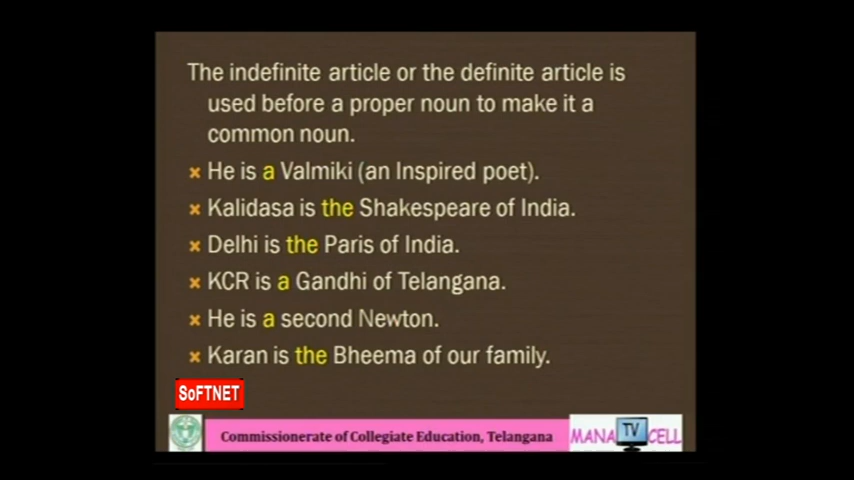 The indefinite article or the definite article is
used before a proper noun to make it a
common noun.
He is a Valmiki (an Inspired poet).
Kalidasa is the Shakespeare of India.
Delhi is the Paris of India.
KCR is a Gandhi of Telangana.
He is a second Newton.
Karan is the Bheema of our family.
SoFTNET
Commissionerate of Collegiate Education, Telangana
MANA TV CELL